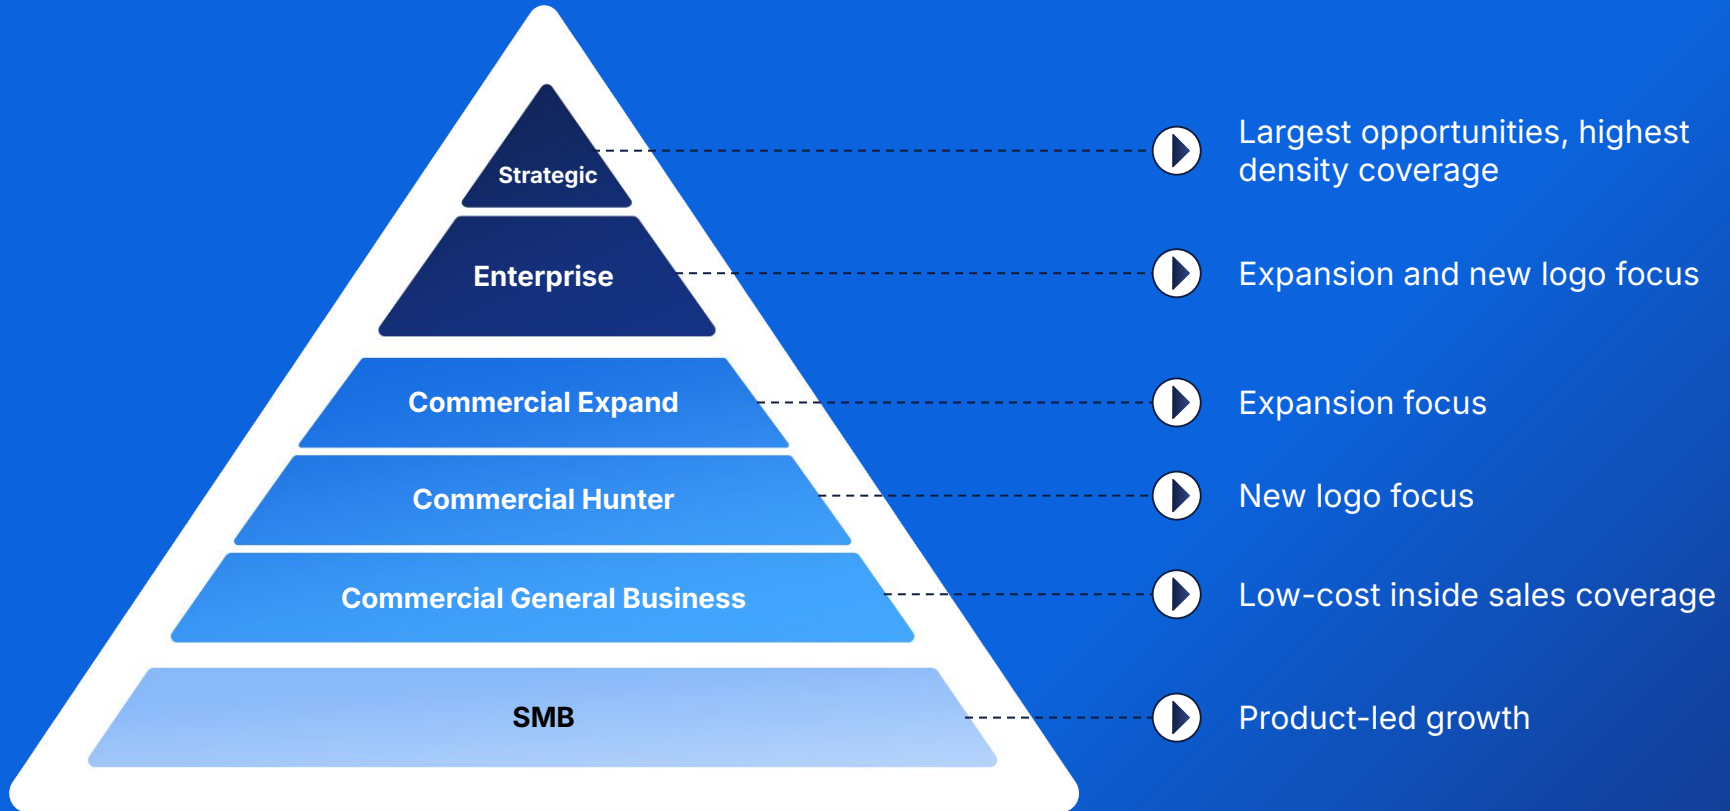 Strategic
Largest opportunities, highest
density coverage
Enterprise
Expansion and new logo focus
Commercial Expand
Expansion focus
Commercial Hunter
New logo focus
Commercial General Business
Low-cost inside sales coverage
SMB
Product-led growth